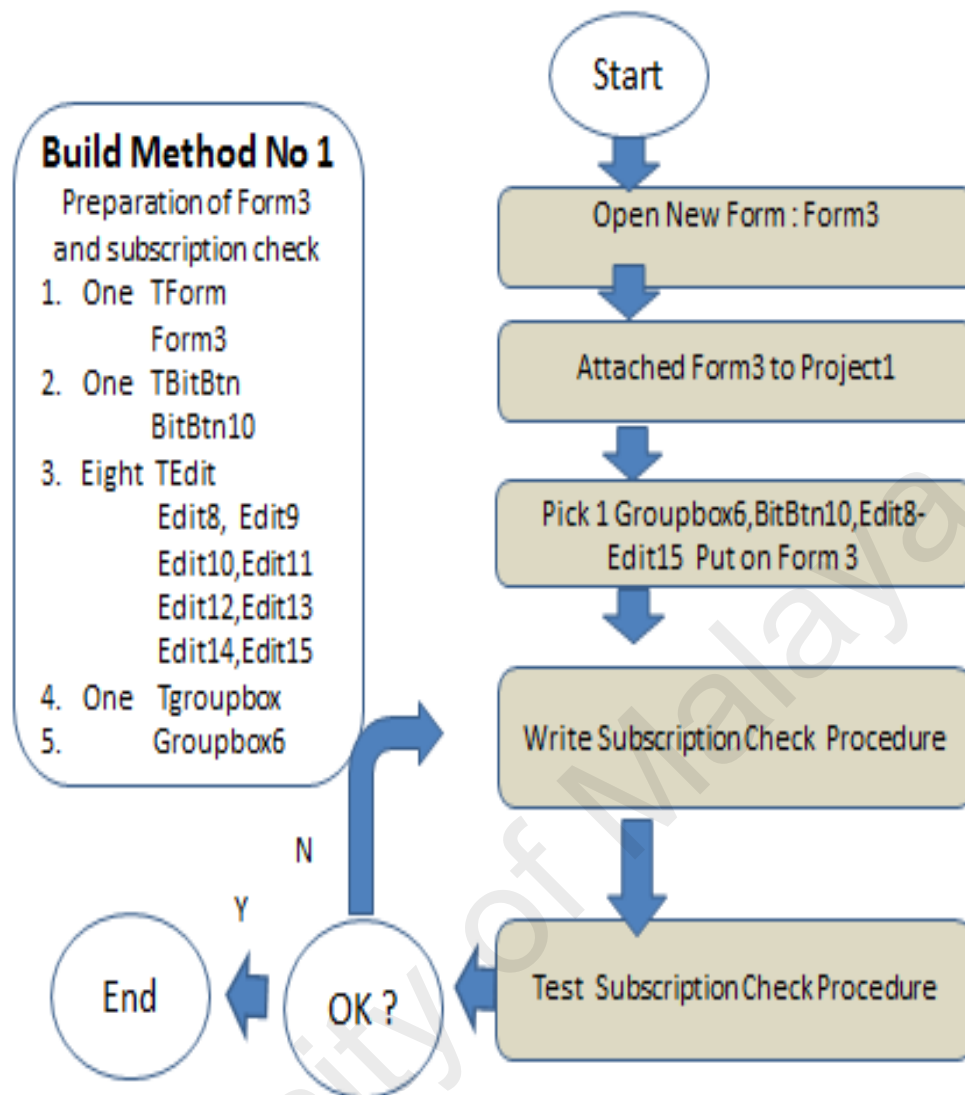 Build Method No 1
Preparation of Form3
and subscription check
1. One TForm
Form3
2. One TBitBtn
BitBtn10
3. Eight TEdit
Edit8, Edit9
Edit10,Edit11
Edit12,Edit13
Edit14,Edit15
4. One Tgroupbox
5. Groupbox6
Start
Open New Form : Form3
Attached Form3 to Project1
Pick 1 Groupbox6,BitBtn10,Edit8-
Edit15 Put on Form 3
Write Subscription Check Procedure
Test Subscription Check Procedure
OK ?
N
Y
End
of Malaya